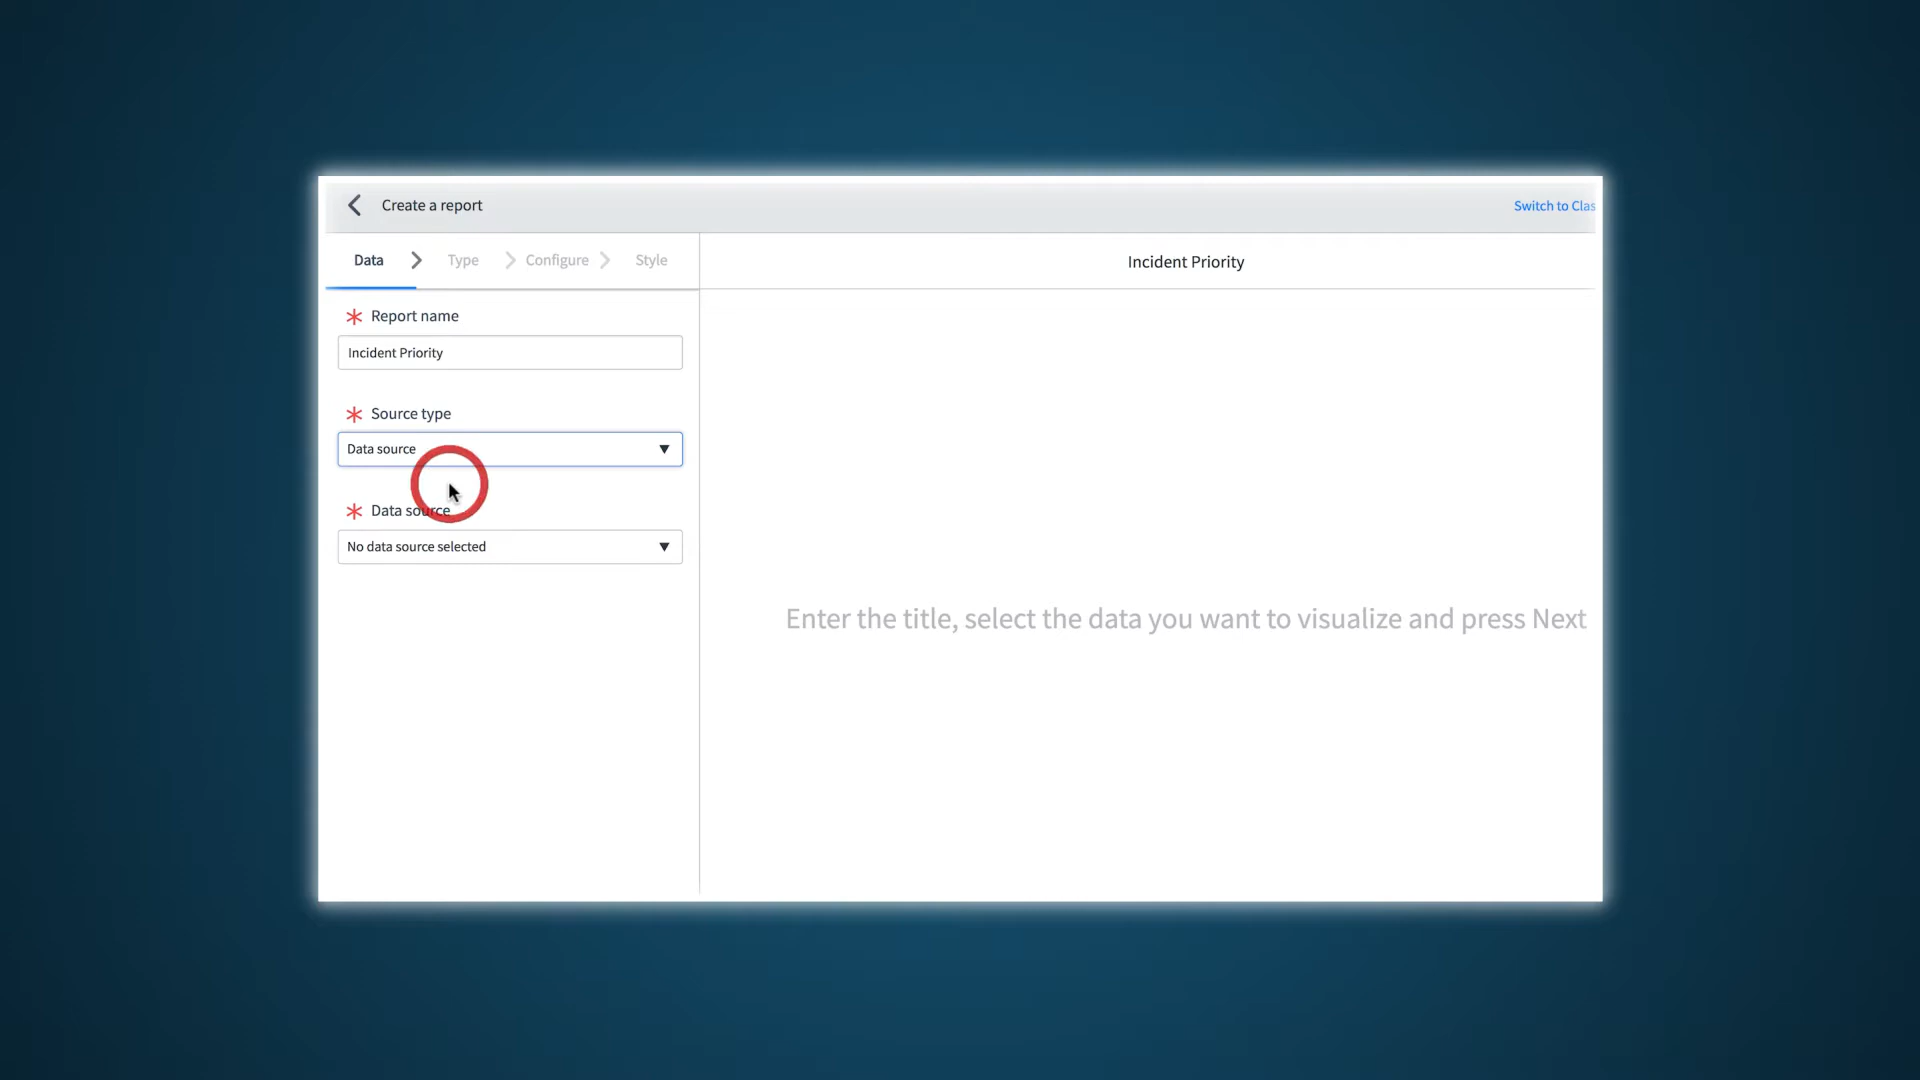 Create a report
Switch to Clas
Data Type Configure Style
Incident Priority
* Report name
Incident Priority
* Source type
Data source ▼
* Data source
No data source selected ▼
Enter the title, select the data you want to visualize and press Next